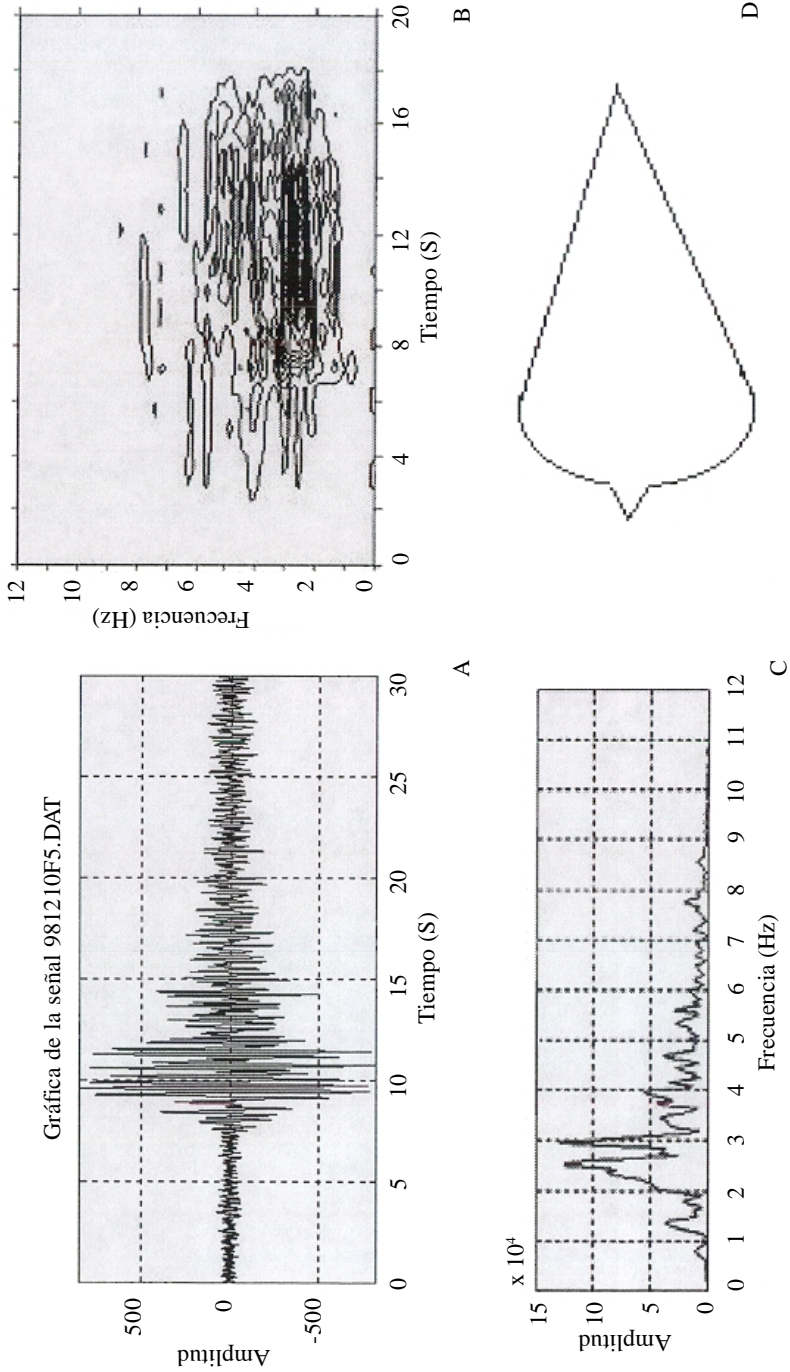 Gráfica de la señal 981210F5.DAT
500
0
-500
Amplitud
0 5 10 15 20 25 30
Tiempo (S)
A
12
10
8
6
4
2
0
Frecuencia (Hz)
0 4 8 12 16 20
Tiempo (S)
B
x 10⁴
15
10
5
0
Amplitud
0 1 2 3 4 5 6 7 8 9 10 11 12
Frecuencia (Hz)
C
D